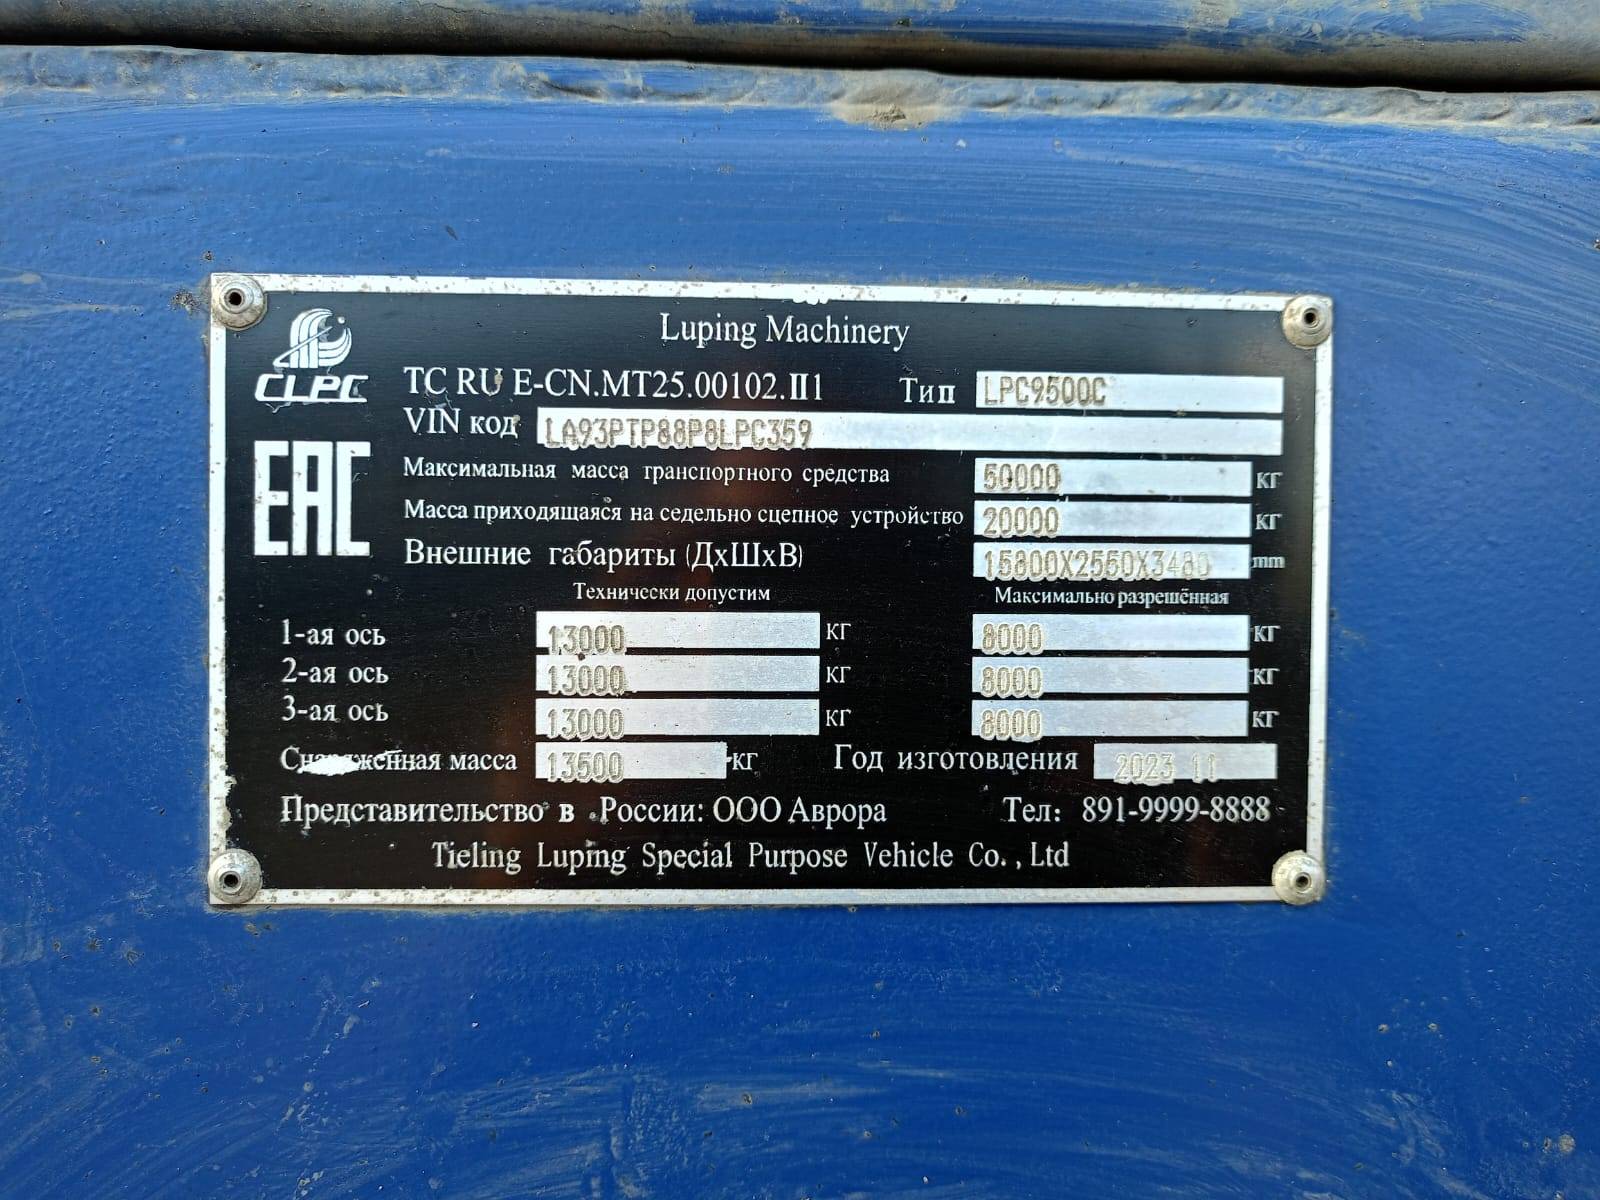 Luping Machinery
CLPC
TC RU E-CN.MT25.00102.П1 Тип LPC9500C
VIN код LA93PTP88P8LPC359
EAC
Максимальная масса транспортного средства 50000 кг
Масса приходящаяся на седельно сцепное устройство 20000 кг
Внешние габариты (ДхШхВ) 15800X2550X3480 mm
Технически допустим Максимально разрешённая
1-ая ось 13000 кг 8000 кг
2-ая ось 13000 кг 8000 кг
3-ая ось 13000 кг 8000 кг
Снаряженная масса 13500 кг Год изготовления 2023 11
Представительство в России: ООО Аврора Тел: 891-9999-8888
Tieling Luping Special Purpose Vehicle Co., Ltd